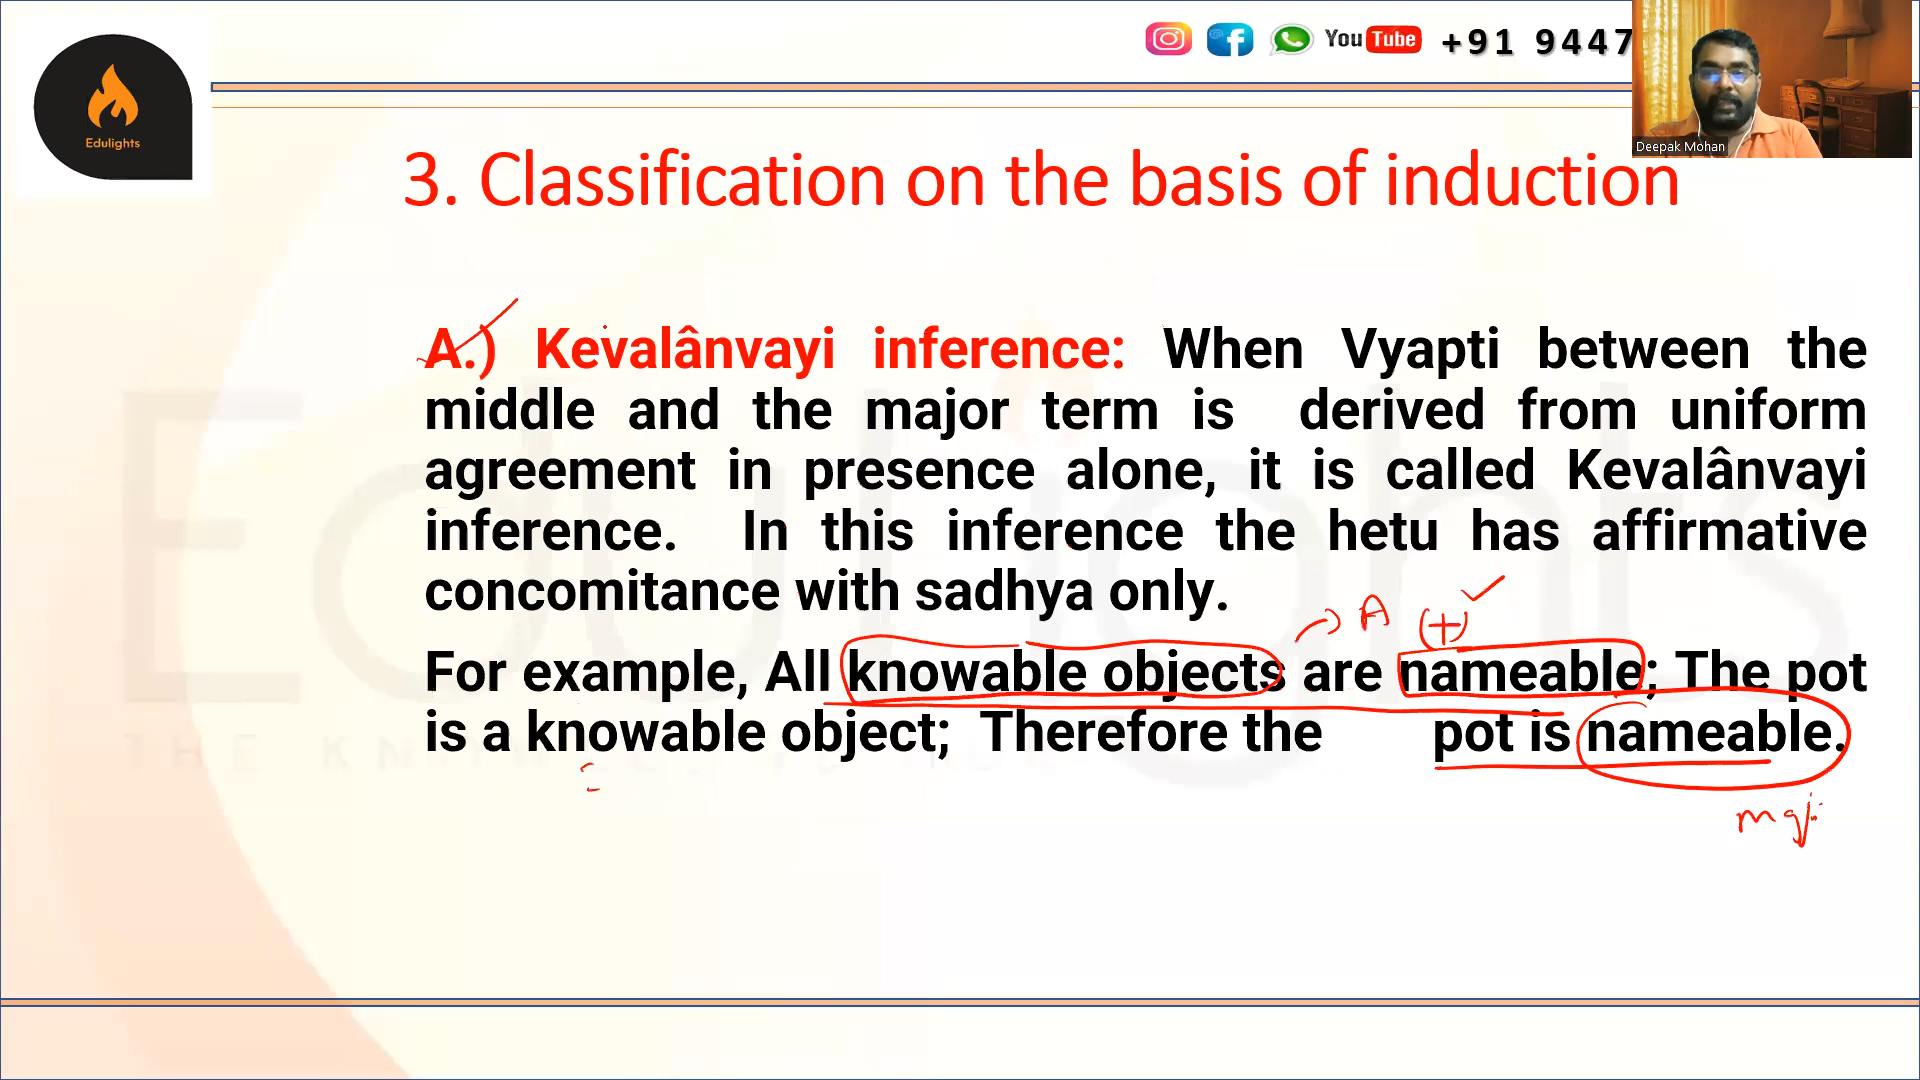 You Tube +91 9447
Edulights
Deepak Mohan
3. Classification on the basis of induction
A.) Kevalânvayi inference: When Vyapti between the
middle and the major term is derived from uniform
agreement in presence alone, it is called Kevalânvayi
inference. In this inference the hetu has affirmative
concomitance with sadhya only.
A (+)
For example, All knowable objects are nameable; The pot
is a knowable object; Therefore the pot is nameable.